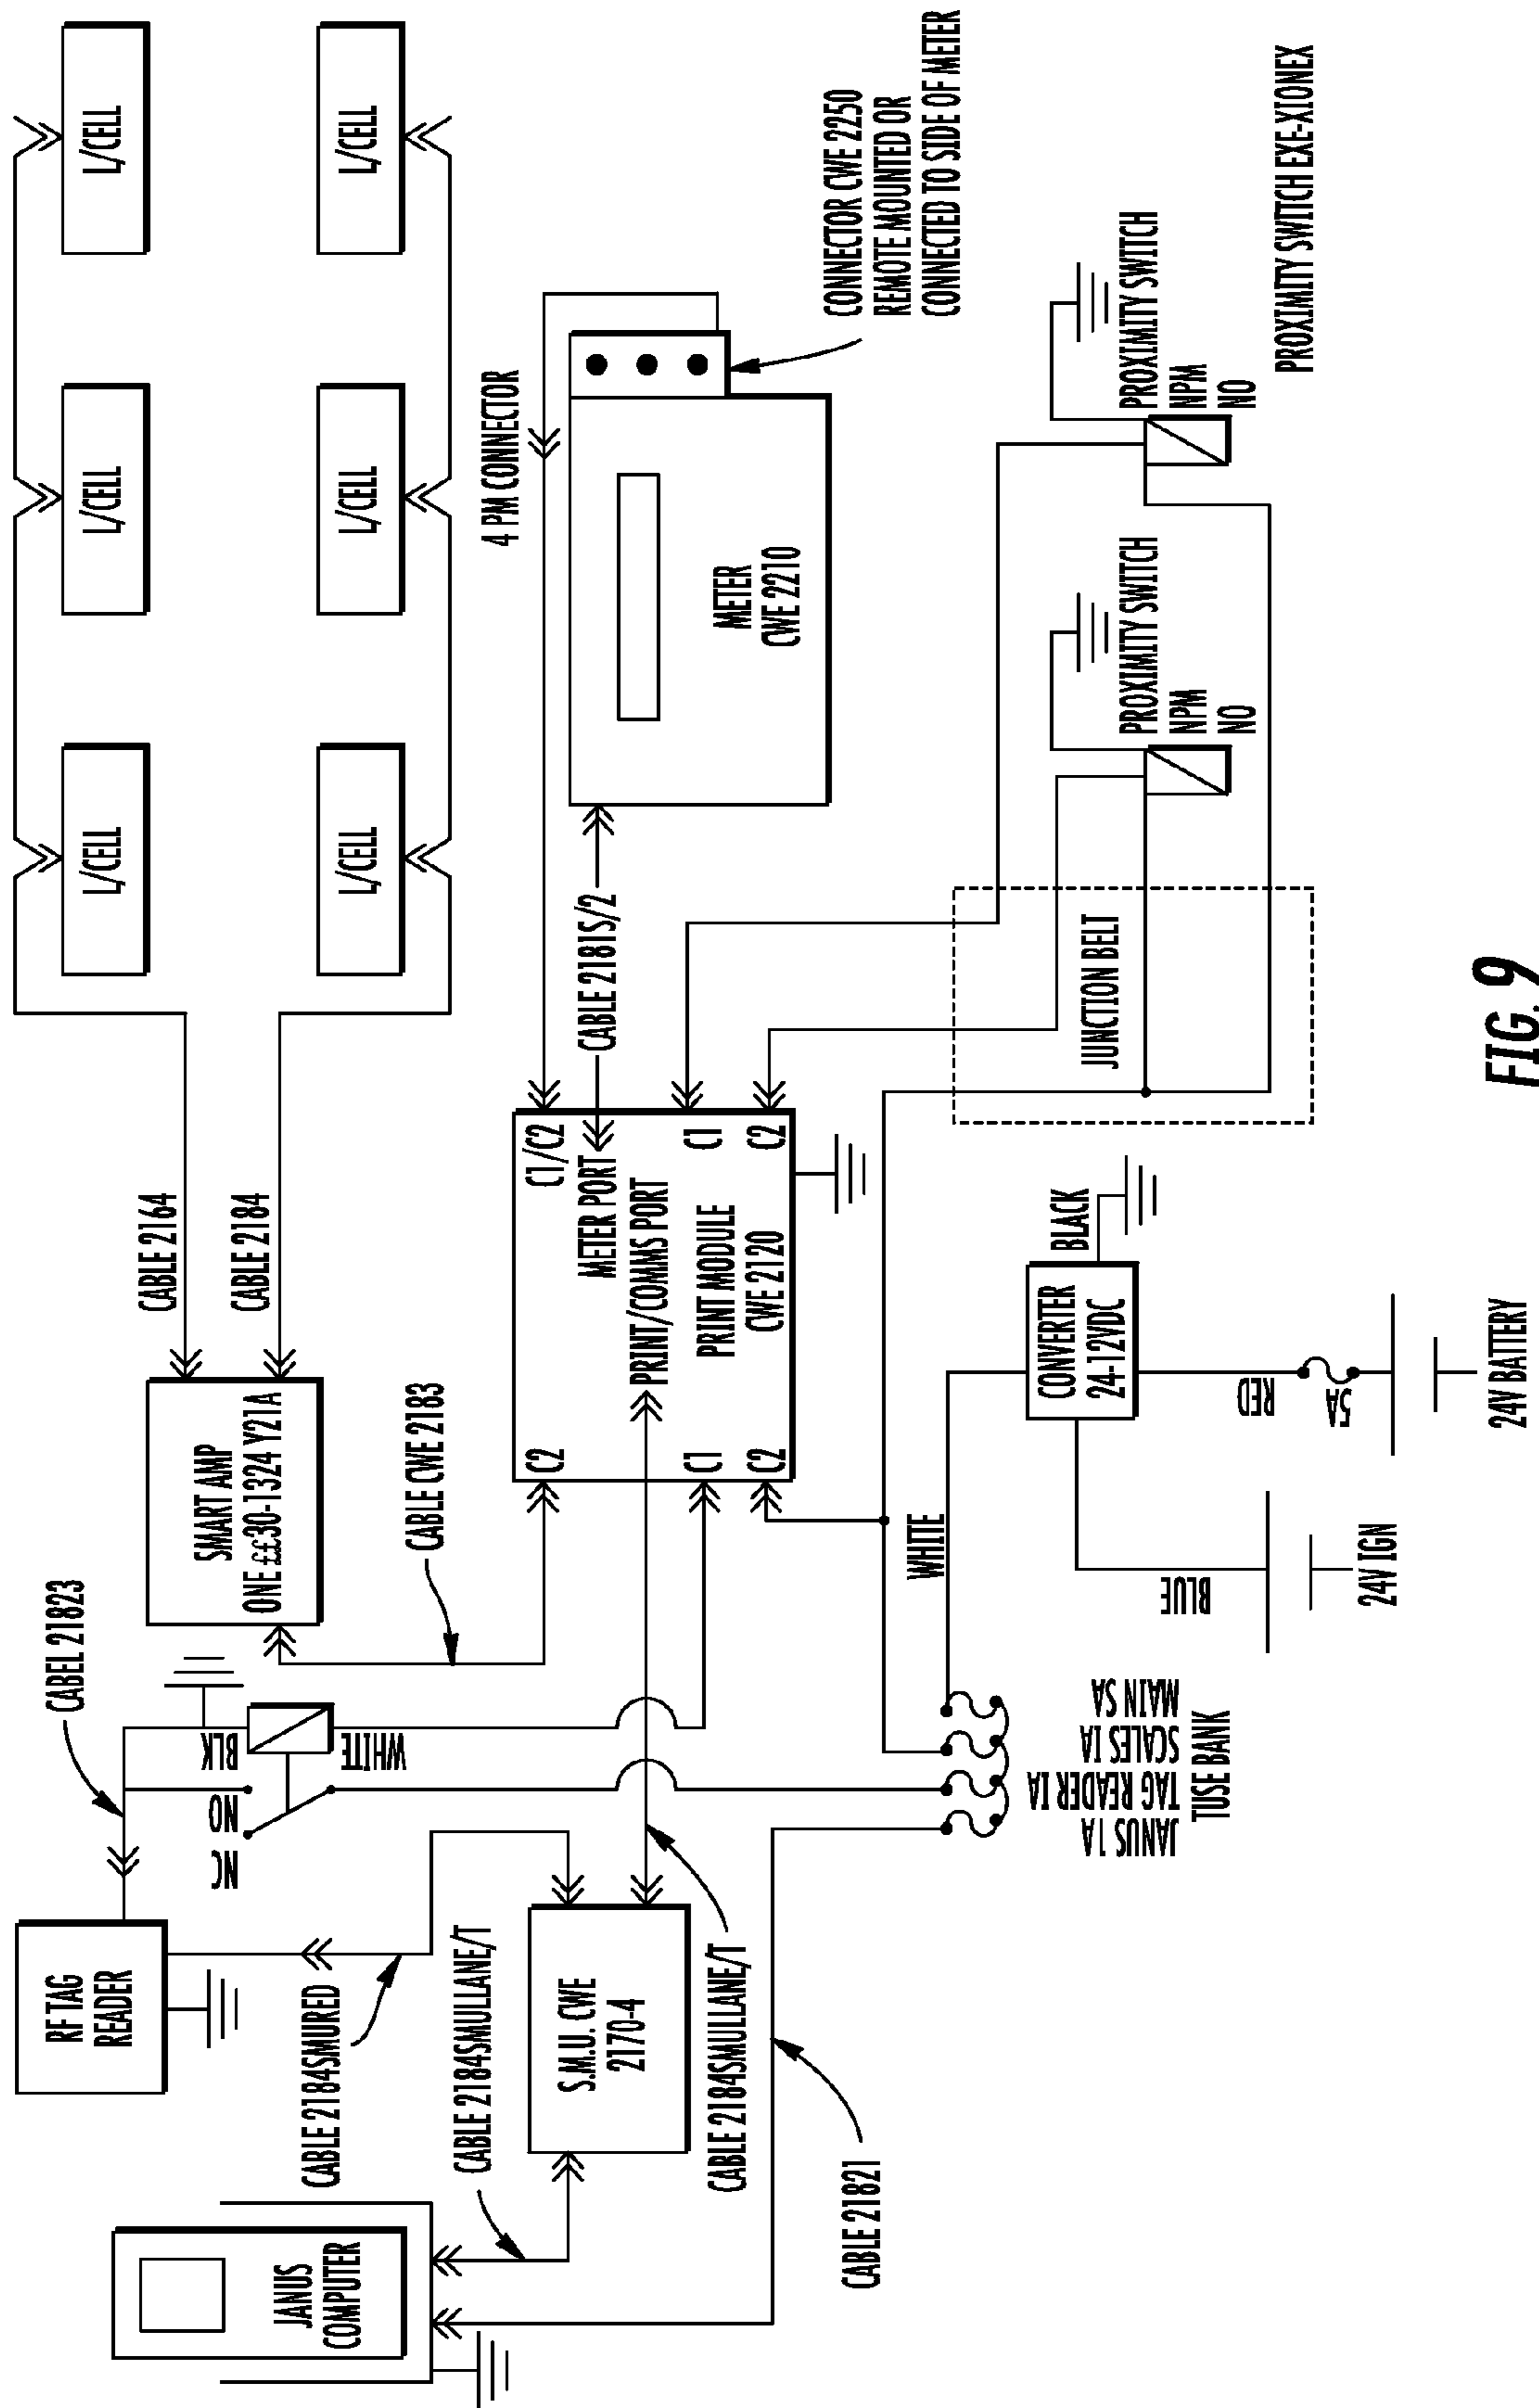 L/CELL
L/CELL
L/CELL
L/CELL
L/CELL
L/CELL
CABLE 2164
CABLE 2184
SMART AMP
ONE ££30-1324 Y21A
CABEL 21823
RF TAG
READER
NC
NO
BLK
WHITE
CABLE CWE 2183
CABLE 2184SMURED
JANUS
COMPUTER
CABLE 2184SMULLANE/T
S.M.U. CWE
2170-4
CABLE 2184SMULLANE/T
CABLE 21821
4 PM CONNECTOR
C2
C1/C2
METER PORT
CABLE 2181S/2
PRINT/COMMS PORT
C1
PRINT MODULE
C1
C2
CWE 2120
C2
METER
CWE 2210
CONNECTOR CWE 2250
REMOTE MOUNTED OR
CONNECTED TO SIDE OF METER
JANUS 1A
TAG READER 1A
SCALES 1A
MAIN 5A
TUSE BANK
WHITE
BLUE
24V IGN
CONVERTER
24-12VDC
BLACK
RED
5A
24V BATTERY
JUNCTION BELT
PROXIMITY SWITCH
NPM
NO
PROXIMITY SWITCH
NPM
NO
PROXIMITY SWITCH EXE-XIONEX
FIG. 9